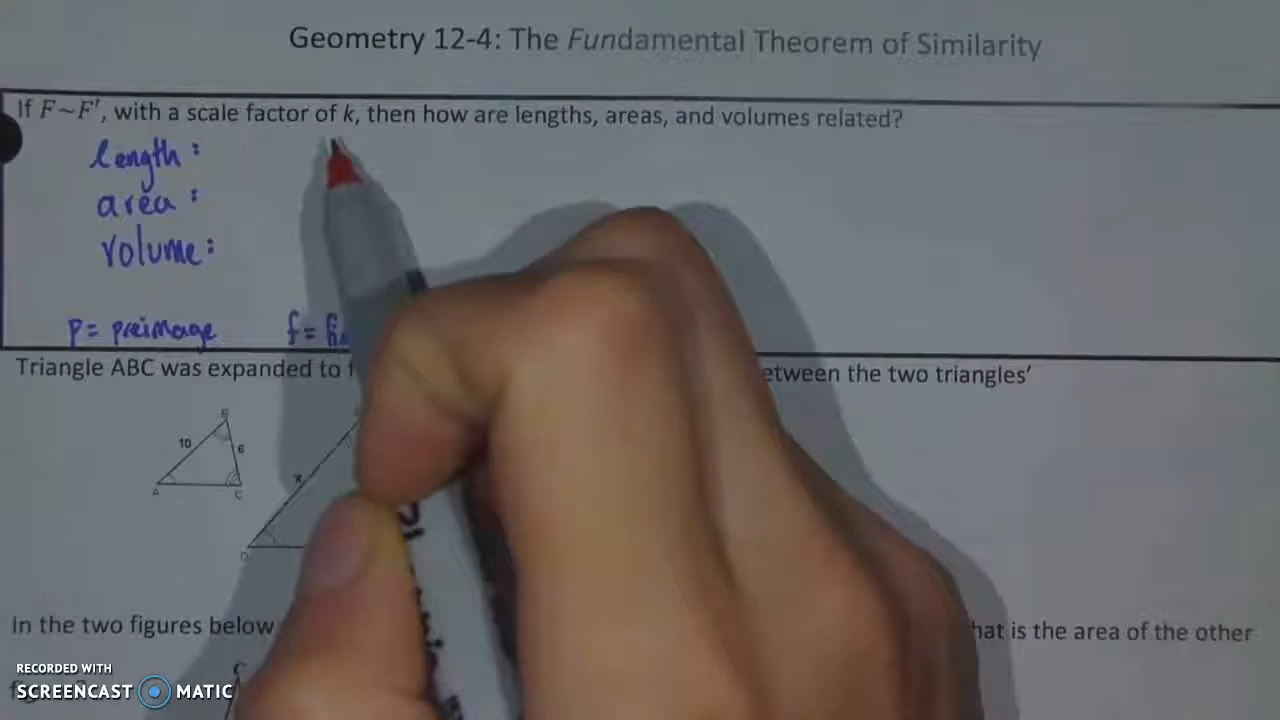 Geometry 12-4: The Fundamental Theorem of Similarity
If F~F', with a scale factor of k, then how are lengths, areas, and volumes related?
length:
area:
volume:
p= preimage f=
Triangle ABC was expanded to between the two triangles'
B
10 6
A C
x
D
In the two figures below what is the area of the other
C
RECORDED WITH
SCREENCAST MATIC